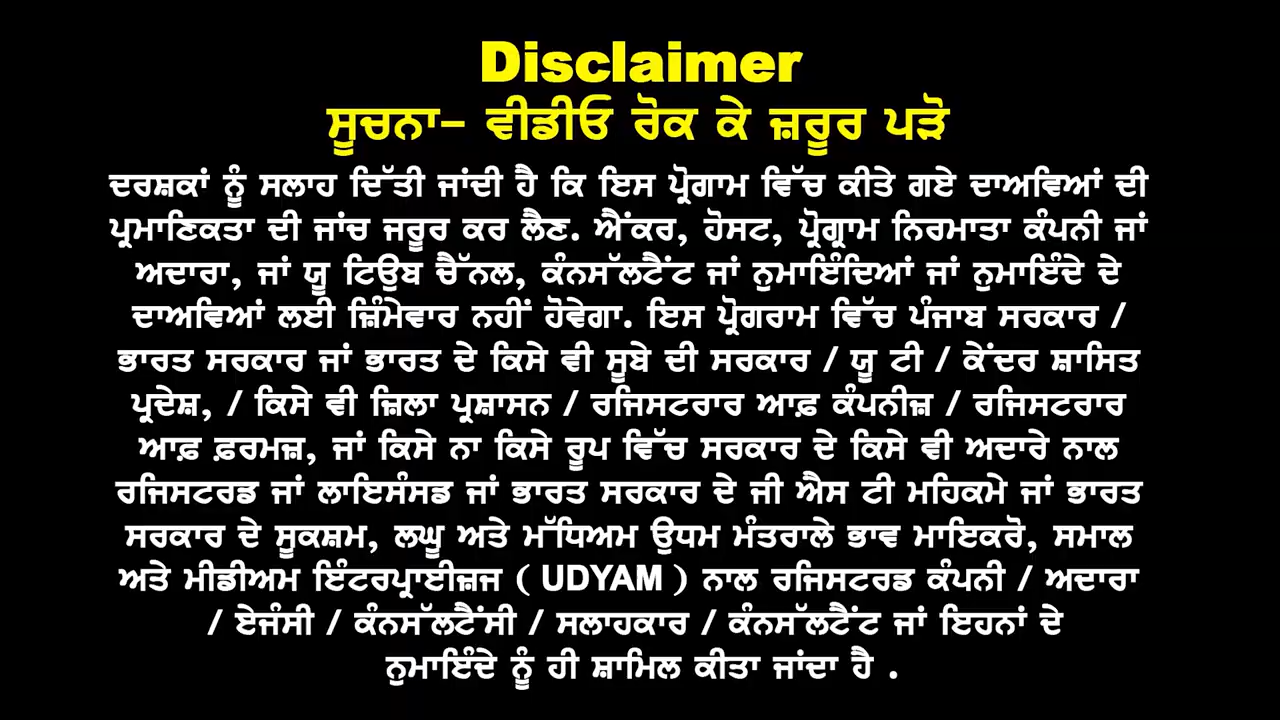 Disclaimer
ਸੂਚਨਾ- ਵੀਡੀਓ ਰੋਕ ਕੇ ਜ਼ਰੂਰ ਪੜੋ
ਦਰਸ਼ਕਾਂ ਨੂੰ ਸਲਾਹ ਦਿੱਤੀ ਜਾਂਦੀ ਹੈ ਕਿ ਇਸ ਪ੍ਰੋਗਾਮ ਵਿੱਚ ਕੀਤੇ ਗਏ ਦਾਅਵਿਆਂ ਦੀ
ਪ੍ਰਮਾਣਿਕਤਾ ਦੀ ਜਾਂਚ ਜਰੂਰ ਕਰ ਲੈਣ. ਐਂਕਰ, ਹੋਸਟ, ਪ੍ਰੋਗ੍ਰਾਮ ਨਿਰਮਾਤਾ ਕੰਪਨੀ ਜਾਂ
ਅਦਾਰਾ, ਜਾਂ ਯੂ ਟਿਉਬ ਚੈੱਨਲ, ਕੰਨਸੱਲਟੈਂਟ ਜਾਂ ਨੁਮਾਇੰਦਿਆਂ ਜਾਂ ਨੁਮਾਇੰਦੇ ਦੇ
ਦਾਅਵਿਆਂ ਲਈ ਜ਼ਿੰਮੇਵਾਰ ਨਹੀਂ ਹੋਵੇਗਾ. ਇਸ ਪ੍ਰੋਗਰਾਮ ਵਿੱਚ ਪੰਜਾਬ ਸਰਕਾਰ /
ਭਾਰਤ ਸਰਕਾਰ ਜਾਂ ਭਾਰਤ ਦੇ ਕਿਸੇ ਵੀ ਸੂਬੇ ਦੀ ਸਰਕਾਰ / ਯੂ ਟੀ / ਕੇਂਦਰ ਸ਼ਾਸਿਤ
ਪ੍ਰਦੇਸ਼, / ਕਿਸੇ ਵੀ ਜ਼ਿਲਾ ਪ੍ਰਸ਼ਾਸਨ / ਰਜਿਸਟਰਾਰ ਆਫ਼ ਕੰਪਨੀਜ਼ / ਰਜਿਸਟਰਾਰ
ਆਫ਼ ਫ਼ਰਮਜ਼, ਜਾਂ ਕਿਸੇ ਨਾ ਕਿਸੇ ਰੂਪ ਵਿੱਚ ਸਰਕਾਰ ਦੇ ਕਿਸੇ ਵੀ ਅਦਾਰੇ ਨਾਲ
ਰਜਿਸਟਰਡ ਜਾਂ ਲਾਇਸੰਸਡ ਜਾਂ ਭਾਰਤ ਸਰਕਾਰ ਦੇ ਜੀ ਐਸ ਟੀ ਮਹਿਕਮੇ ਜਾਂ ਭਾਰਤ
ਸਰਕਾਰ ਦੇ ਸੂਕਸ਼ਮ, ਲਘੂ ਅਤੇ ਮੱਧਿਅਮ ਉਧਮ ਮੰਤਰਾਲੇ ਭਾਵ ਮਾਇਕਰੋ, ਸਮਾਲ
ਅਤੇ ਮੀਡੀਅਮ ਇੰਟਰਪ੍ਰਾਈਜ਼ਜ ( UDYAM ) ਨਾਲ ਰਜਿਸਟਰਡ ਕੰਪਨੀ / ਅਦਾਰਾ
/ ਏਜੰਸੀ / ਕੰਨਸੱਲਟੈਂਸੀ / ਸਲਾਹਕਾਰ / ਕੰਨਸੱਲਟੈਂਟ ਜਾਂ ਇਹਨਾਂ ਦੇ
ਨੁਮਾਇੰਦੇ ਨੂੰ ਹੀ ਸ਼ਾਮਿਲ ਕੀਤਾ ਜਾਂਦਾ ਹੈ .